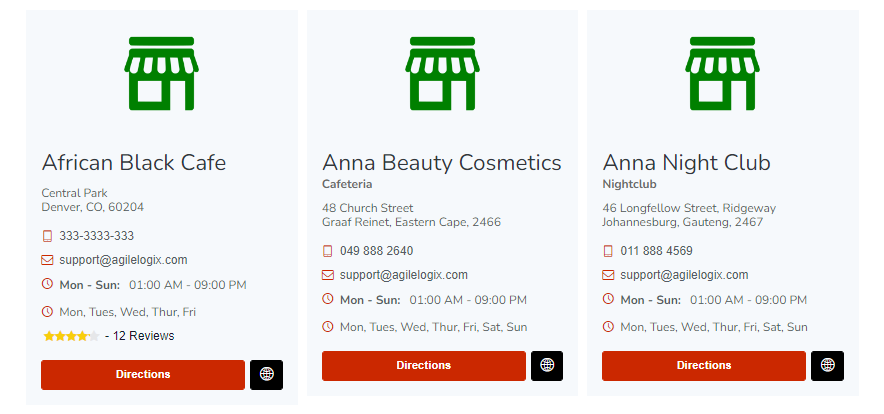 African Black Cafe
Central Park
Denver, CO, 60204
333-3333-333
support@agilelogix.com
Mon - Sun: 01:00 AM - 09:00 PM
Mon, Tues, Wed, Thur, Fri
- 12 Reviews
Directions
Anna Beauty Cosmetics
Cafeteria
48 Church Street
Graaf Reinet, Eastern Cape, 2466
049 888 2640
support@agilelogix.com
Mon - Sun: 01:00 AM - 09:00 PM
Mon, Tues, Wed, Thur, Fri, Sat, Sun
Directions
Anna Night Club
Nightclub
46 Longfellow Street, Ridgeway
Johannesburg, Gauteng, 2467
011 888 4569
support@agilelogix.com
Mon - Sun: 01:00 AM - 09:00 PM
Mon, Tues, Wed, Thur, Fri, Sat, Sun
Directions